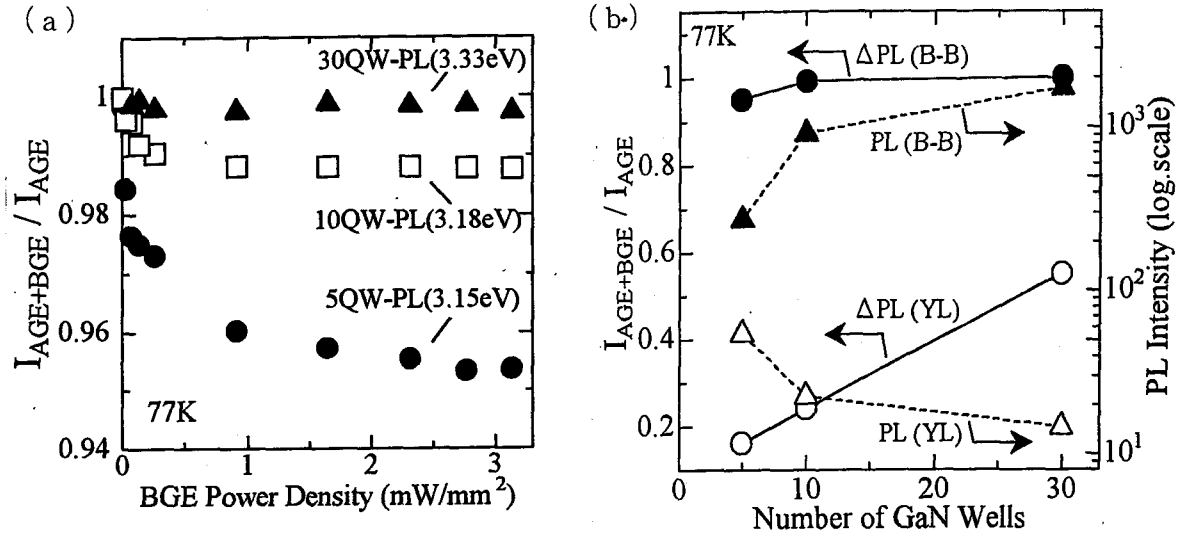 (a)
30QW-PL(3.33eV)
1
10QW-PL(3.18eV)
0.98
5QW-PL(3.15eV)
0.96
77K
0.94
0 1 2 3
BGE Power Density (mW/mm²)
I_AGE+BGE / I_AGE
(b)
77K
ΔPL (B-B)
1
10³
PL (B-B)
0.8
0.6
10²
ΔPL (YL)
0.4
PL (YL)
0.2
10¹
0 10 20 30
Number of GaN Wells
I_AGE+BGE / I_AGE
PL Intensity (log.scale)